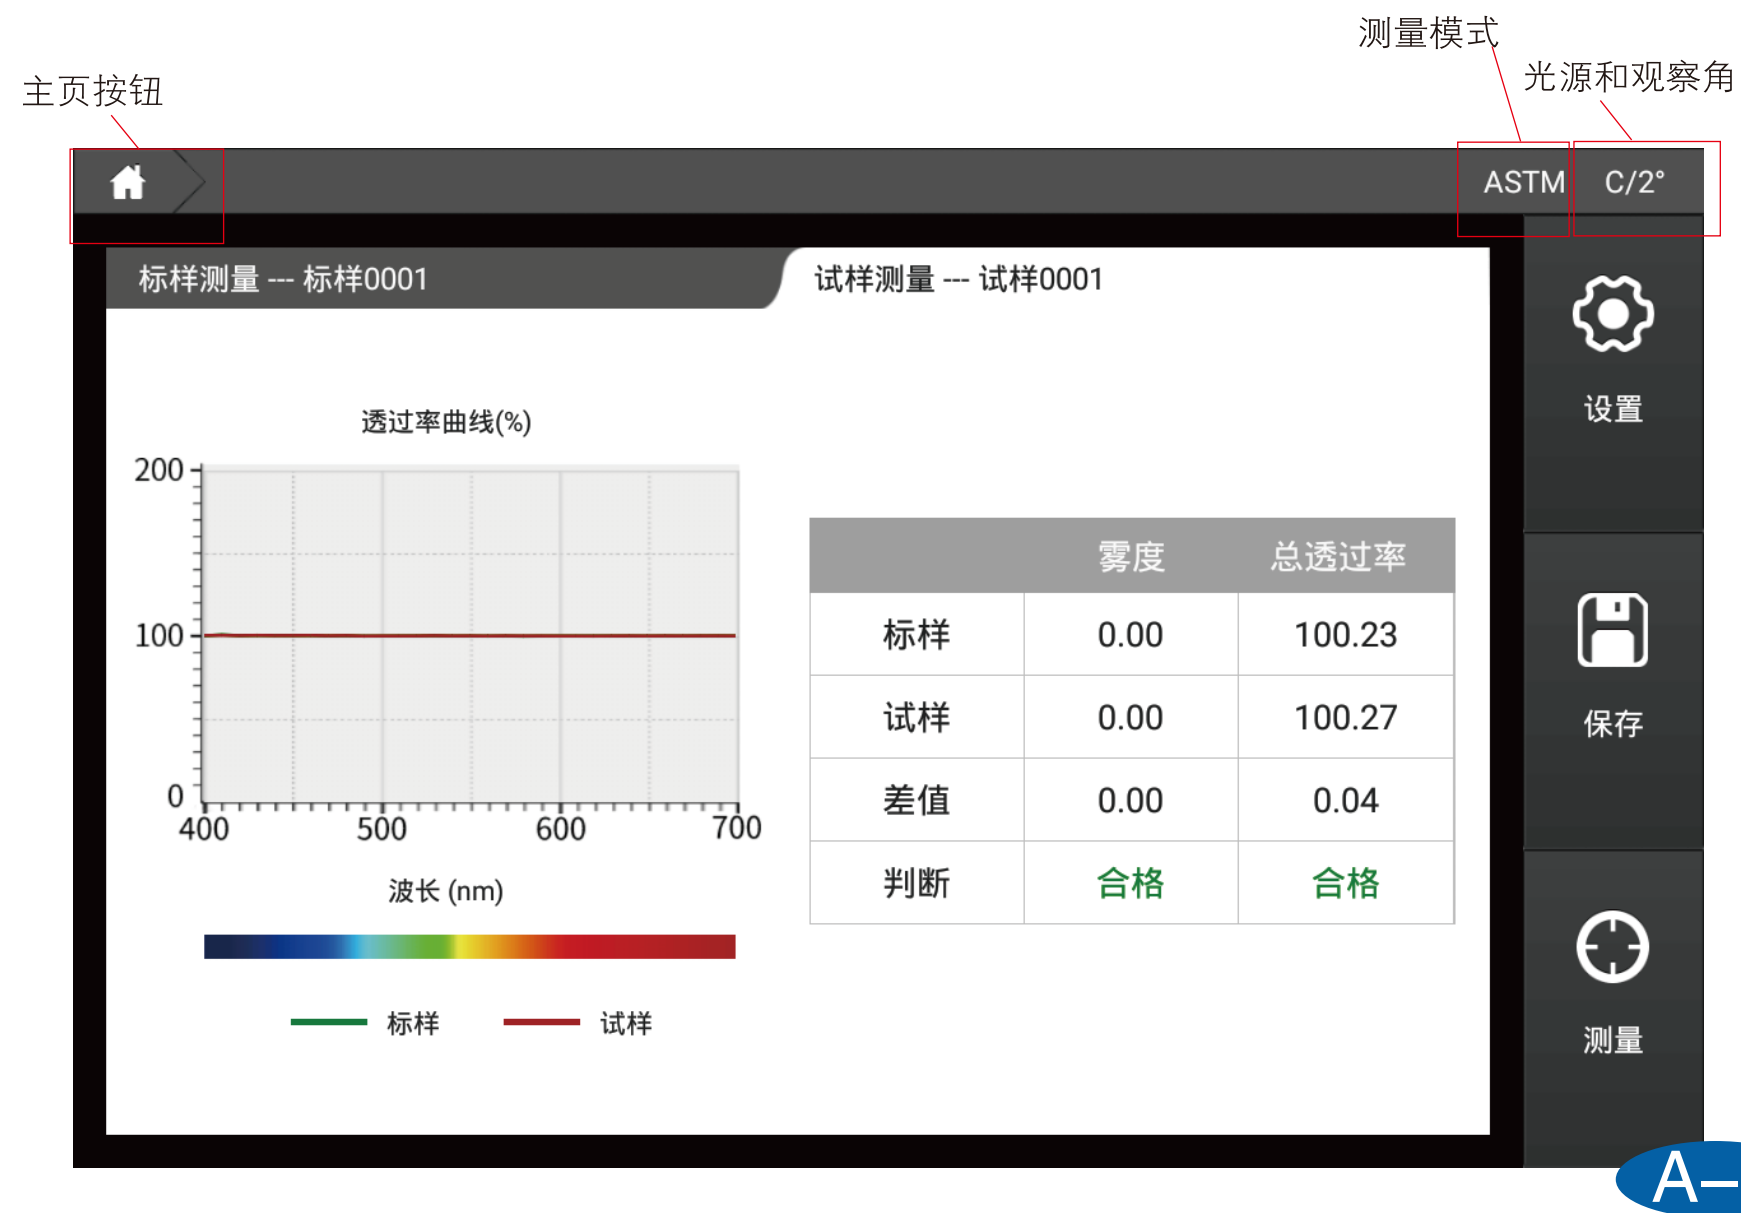 测量模式
光源和观察角
主页按钮
ASTM
C/2°
标样测量 --- 标样0001
试样测量 --- 试样0001
设置
透过率曲线(%)
200
100
0
400 500 600 700
波长 (nm)
标样 试样
雾度 总透过率
标样 0.00 100.23
试样 0.00 100.27
差值 0.00 0.04
判断 合格 合格
保存
测量
A–